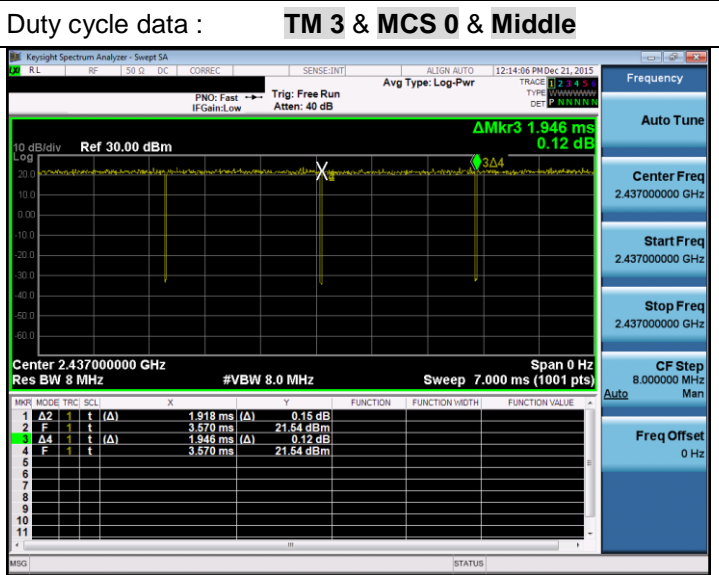 Duty cycle data : TM 3 & MCS 0 & Middle
Keysight Spectrum Analyzer - Swept SA
RL RF 50 Ω DC CORREC SENSE:INT ALIGN AUTO 12:14:06 PM Dec 21, 2015
Avg Type: Log-Pwr
TRACE 1 2 3 4 5 6
TYPE WWWWWWW
DET P N N N N N
PNO: Fast
IFGain:Low
Trig: Free Run
Atten: 40 dB
ΔMkr3 1.946 ms
0.12 dB
10 dB/div Ref 30.00 dBm
Log
3Δ4
20.0
10.0
0.00
-10.0
-20.0
-30.0
-40.0
-50.0
-60.0
Center 2.437000000 GHz Span 0 Hz
Res BW 8 MHz #VBW 8.0 MHz Sweep 7.000 ms (1001 pts)
MKR MODE TRC SCL X Y FUNCTION FUNCTION WIDTH FUNCTION VALUE
1 Δ2 1 t (Δ) 1.918 ms (Δ) 0.15 dB
2 F 1 t 3.570 ms 21.54 dBm
3 Δ4 1 t (Δ) 1.946 ms (Δ) 0.12 dB
4 F 1 t 3.570 ms 21.54 dBm
5
6
7
8
9
10
11
MSG STATUS
Frequency
Auto Tune
Center Freq
2.437000000 GHz
Start Freq
2.437000000 GHz
Stop Freq
2.437000000 GHz
CF Step
8.000000 MHz
Auto Man
Freq Offset
0 Hz